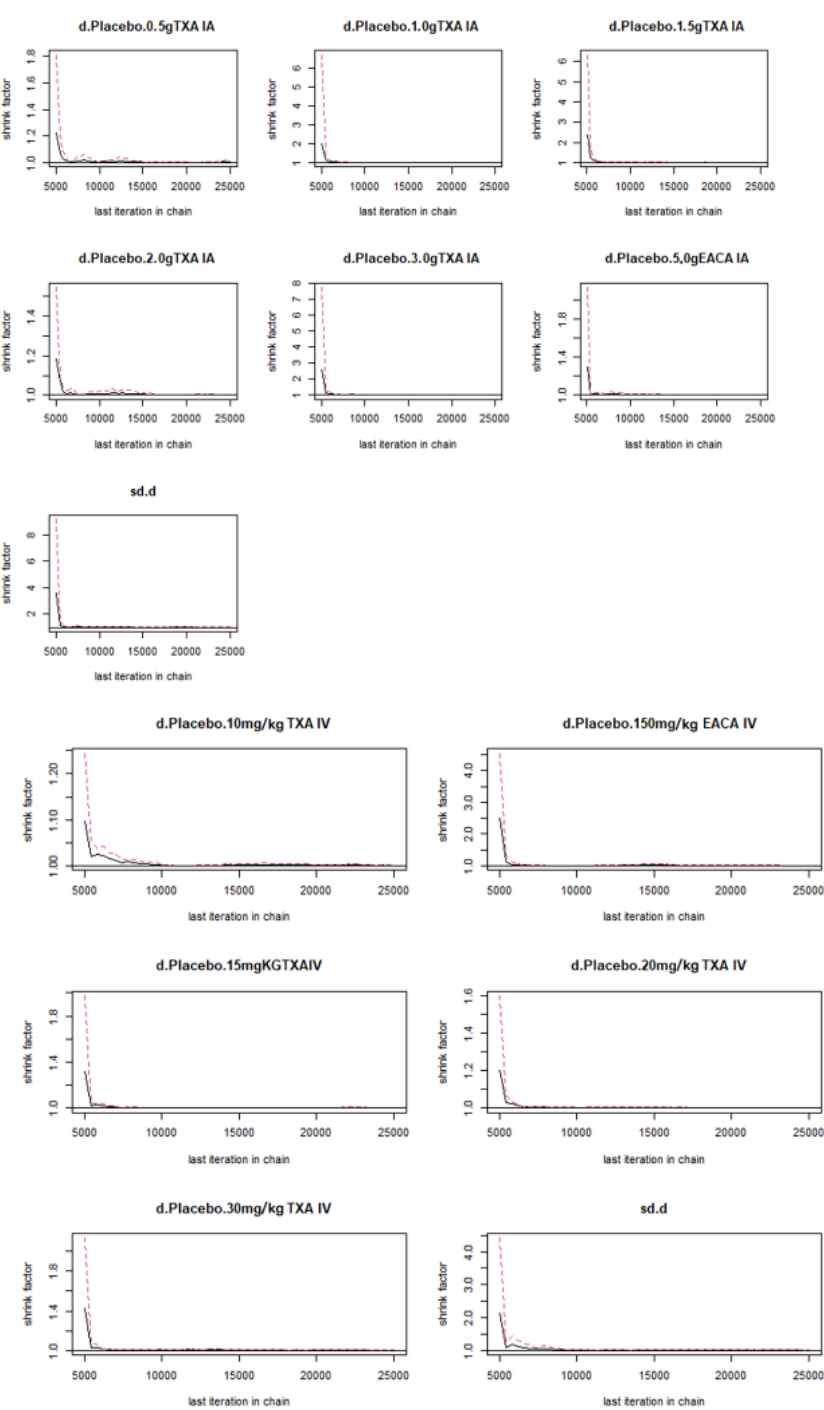 d.Placebo.0.5gTXA IA d.Placebo.1.0gTXA IA d.Placebo.1.5gTXA IA
shrink factor 1.0 1.2 1.4 1.6 1.8 shrink factor 1 2 3 4 5 6 shrink factor 1 2 3 4 5 6
5000 10000 15000 20000 25000 5000 10000 15000 20000 25000 5000 10000 15000 20000 25000
last iteration in chain last iteration in chain last iteration in chain
d.Placebo.2.0gTXA IA d.Placebo.3.0gTXA IA d.Placebo.5,0gEACA IA
shrink factor 1.0 1.2 1.4 shrink factor 1 2 3 4 5 6 7 8 shrink factor 1.0 1.4 1.8
5000 10000 15000 20000 25000 5000 10000 15000 20000 25000 5000 10000 15000 20000 25000
last iteration in chain last iteration in chain last iteration in chain
sd.d
shrink factor 2 4 6 8
5000 10000 15000 20000 25000
last iteration in chain
d.Placebo.10mg/kg TXA IV d.Placebo.150mg/kg EACA IV
shrink factor 1.00 1.10 1.20 shrink factor 1.0 2.0 3.0 4.0
5000 10000 15000 20000 25000 5000 10000 15000 20000 25000
last iteration in chain last iteration in chain
d.Placebo.15mgKGTXAIV d.Placebo.20mg/kg TXA IV
shrink factor 1.0 1.4 1.8 shrink factor 1.0 1.2 1.4 1.6
5000 10000 15000 20000 25000 5000 10000 15000 20000 25000
last iteration in chain last iteration in chain
d.Placebo.30mg/kg TXA IV sd.d
shrink factor 1.0 1.4 1.8 shrink factor 1.0 2.0 3.0 4.0
5000 10000 15000 20000 25000 5000 10000 15000 20000 25000
last iteration in chain last iteration in chain